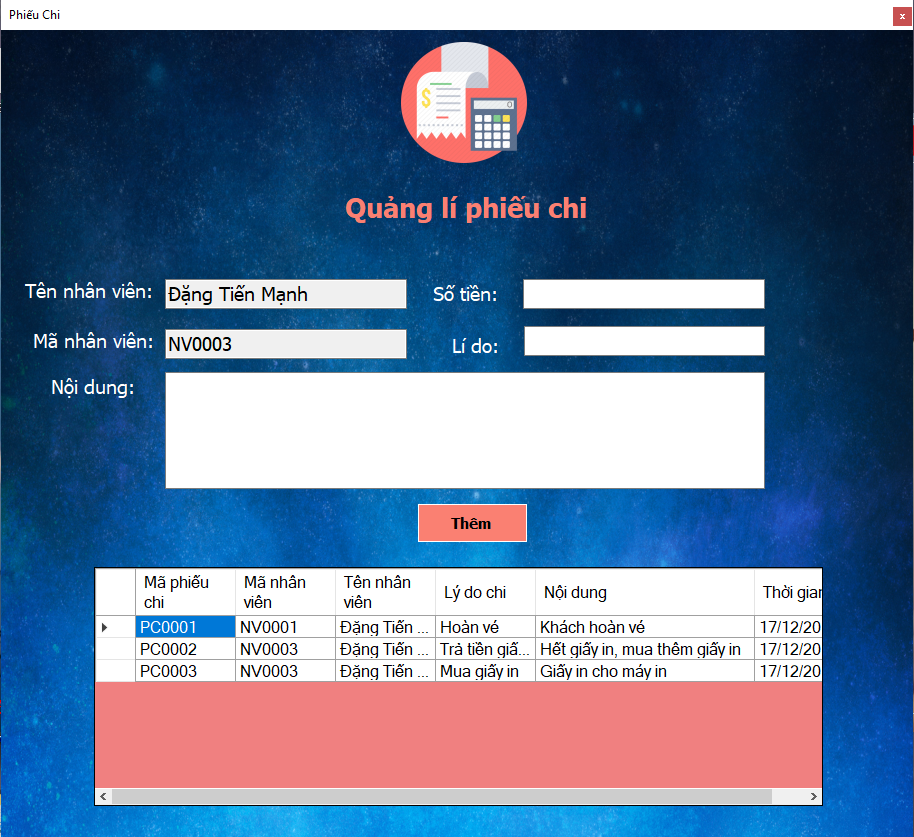 Phiếu Chi
x
$
0
Quảng lí phiếu chi
Tên nhân viên: Đặng Tiến Mạnh Số tiền:
Mã nhân viên: NV0003 Lí do:
Nội dung:
Thêm
Mã phiếu chi Mã nhân viên Tên nhân viên Lý do chi Nội dung Thời gian
PC0001 NV0001 Đặng Tiến ... Hoàn vé Khách hoàn vé 17/12/20
PC0002 NV0003 Đặng Tiến ... Trả tiền giấ... Hết giấy in, mua thêm giấy in 17/12/20
PC0003 NV0003 Đặng Tiến ... Mua giấy in Giấy in cho máy in 17/12/20